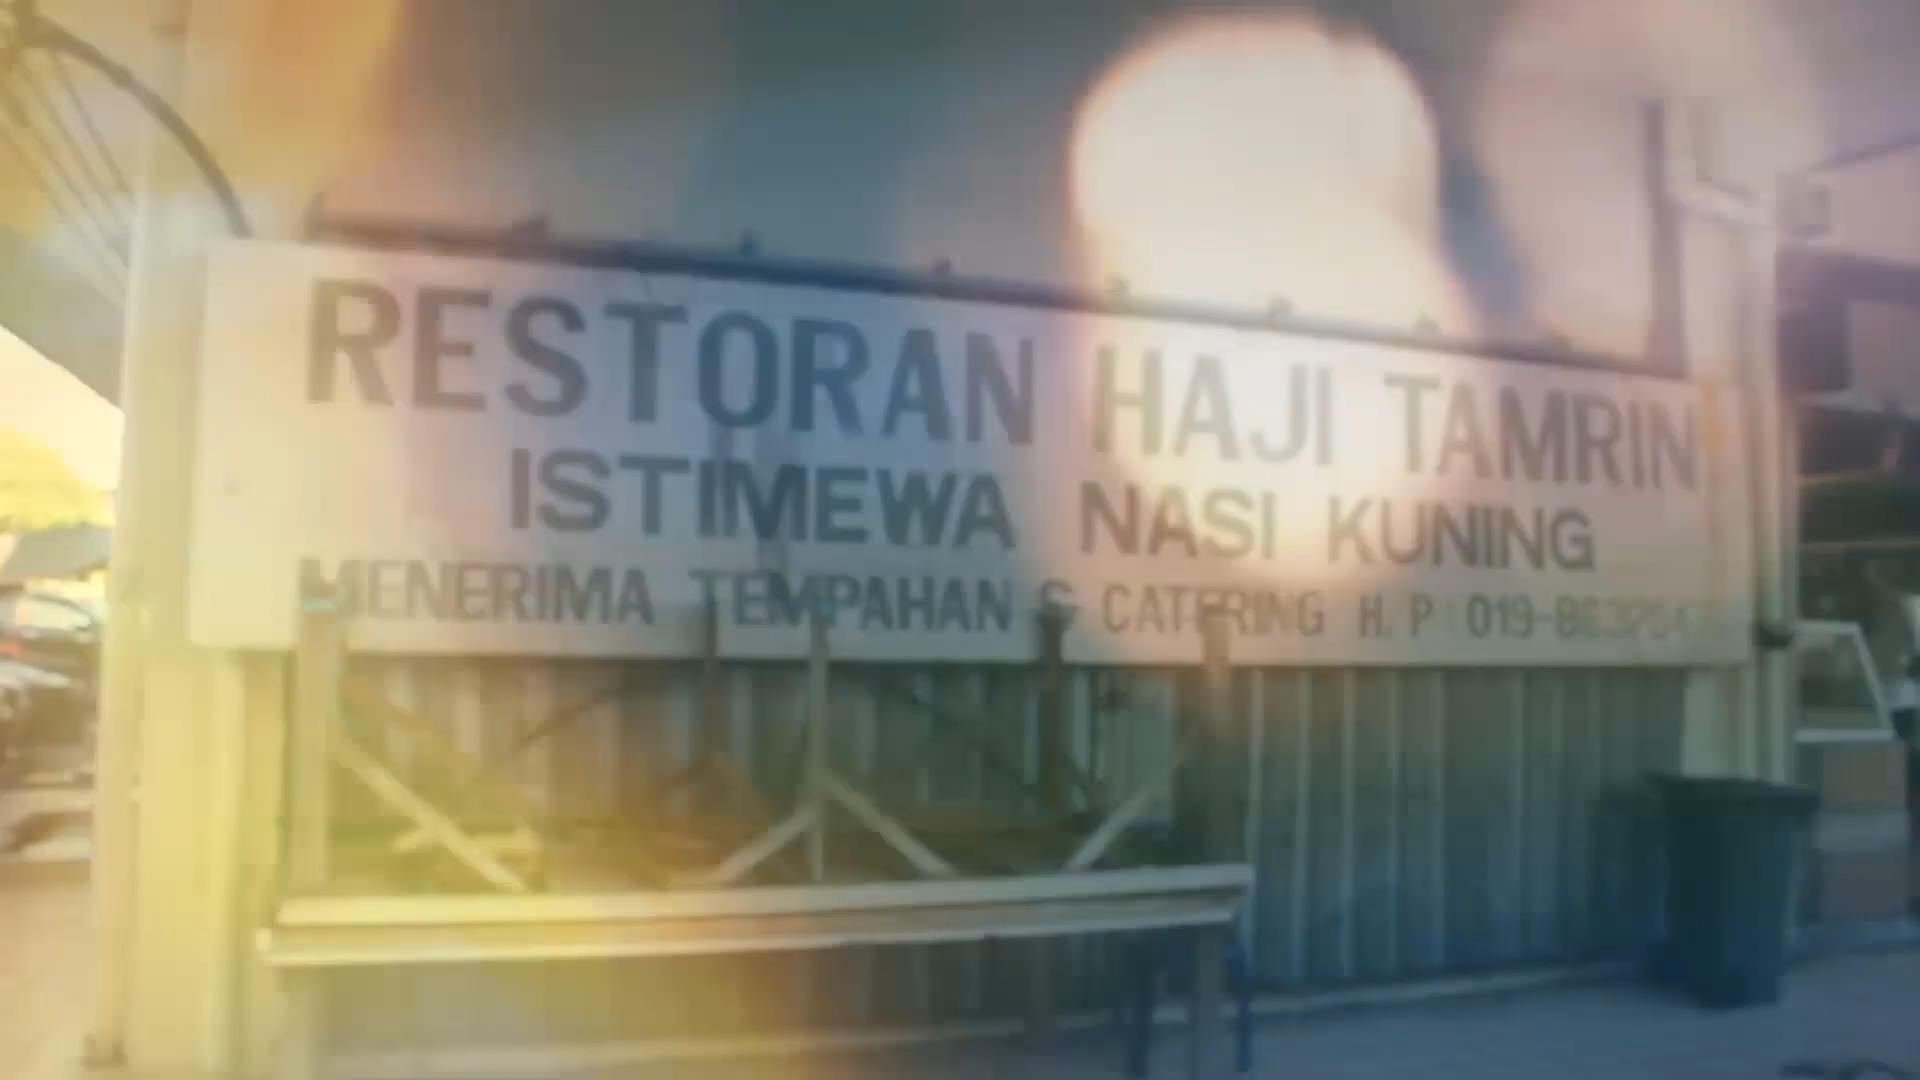 RESTORAN HAJI TAMRIN
ISTIMEWA NASI KUNING
MENERIMA TEMPAHAN & CATERING H. P